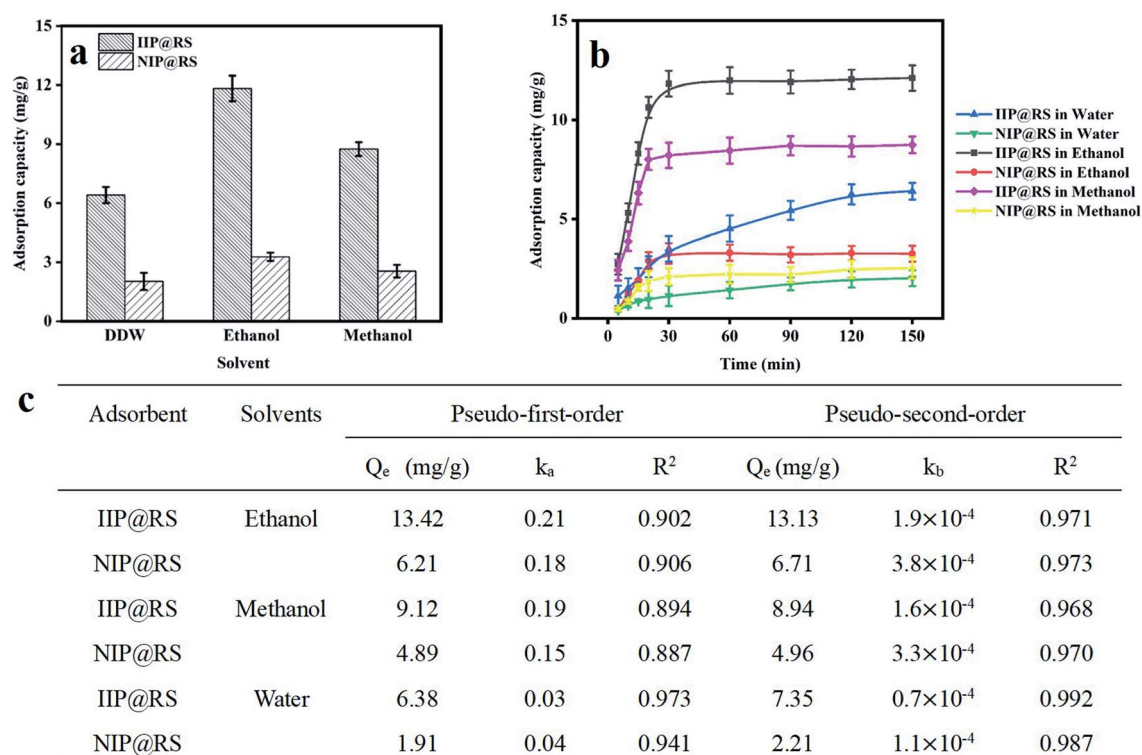 a
IIP@RS
NIP@RS
15
12
9
6
3
0
Adsorption capacity (mg/g)
DDW Ethanol Methanol
Solvent
b
15
10
5
0
Adsorption capacity (mg/g)
0 30 60 90 120 150
Time (min)
IIP@RS in Water
NIP@RS in Water
IIP@RS in Ethanol
NIP@RS in Ethanol
IIP@RS in Methanol
NIP@RS in Methanol
c
Adsorbent Solvents Pseudo-first-order Pseudo-second-order
Qₑ (mg/g) kₐ R² Qₑ (mg/g) k_b R²
IIP@RS Ethanol 13.42 0.21 0.902 13.13 1.9×10⁻⁴ 0.971
NIP@RS 6.21 0.18 0.906 6.71 3.8×10⁻⁴ 0.973
IIP@RS Methanol 9.12 0.19 0.894 8.94 1.6×10⁻⁴ 0.968
NIP@RS 4.89 0.15 0.887 4.96 3.3×10⁻⁴ 0.970
IIP@RS Water 6.38 0.03 0.973 7.35 0.7×10⁻⁴ 0.992
NIP@RS 1.91 0.04 0.941 2.21 1.1×10⁻⁴ 0.987